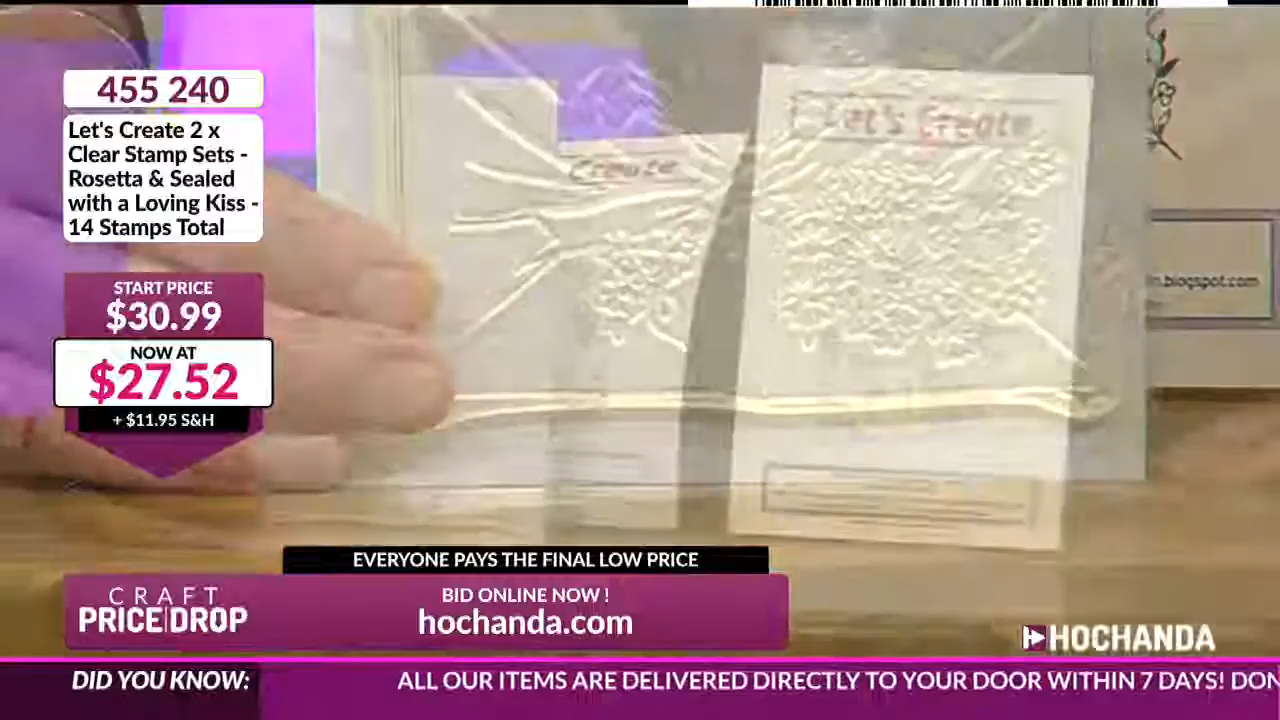 455 240
Let's Create 2 x
Clear Stamp Sets -
Rosetta & Sealed
with a Loving Kiss -
14 Stamps Total
START PRICE
$30.99
NOW AT
$27.52
+ $11.95 S&H
Create
Let's Create
in.blogspot.com
EVERYONE PAYS THE FINAL LOW PRICE
CRAFT
PRICE DROP
BID ONLINE NOW !
hochanda.com
HOCHANDA
DID YOU KNOW:
ALL OUR ITEMS ARE DELIVERED DIRECTLY TO YOUR DOOR WITHIN 7 DAYS! DON